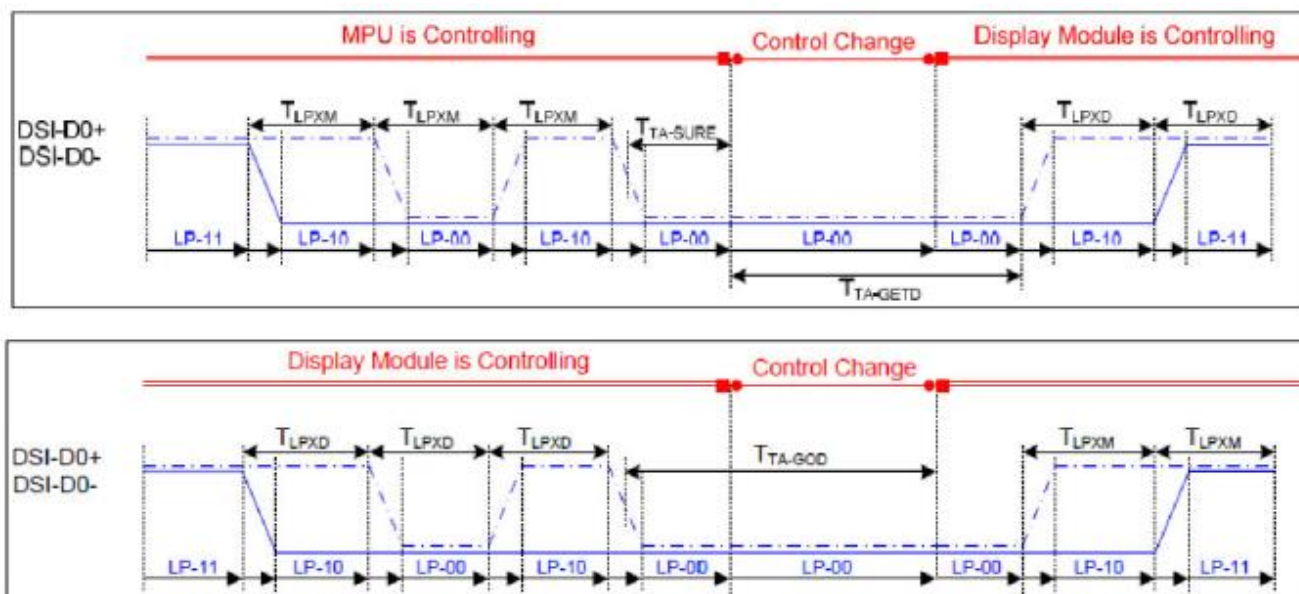 MPU is Controlling Control Change Display Module is Controlling
TLPXM TLPXM TLPXM TTA-SURE TLPXD TLPXD
DSI-D0+
DSI-D0-
LP-11 LP-10 LP-00 LP-10 LP-00 LP-00 LP-00 LP-10 LP-11
TTA-GETD
Display Module is Controlling Control Change
TLPXD TLPXD TLPXD TTA-GOD TLPXM TLPXM
DSI-D0+
DSI-D0-
LP-11 LP-10 LP-00 LP-10 LP-00 LP-00 LP-00 LP-10 LP-11